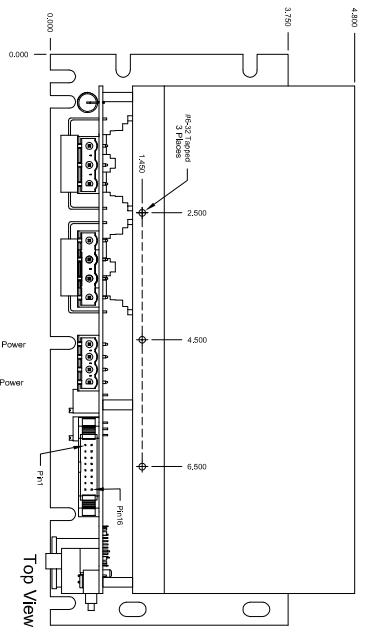 0.000
3.750
4.800
0.000
#6-32 Tapped
3 Places
1.450
2.500
4.500
6.500
Power
Power
Pin1
Pin16
Top View